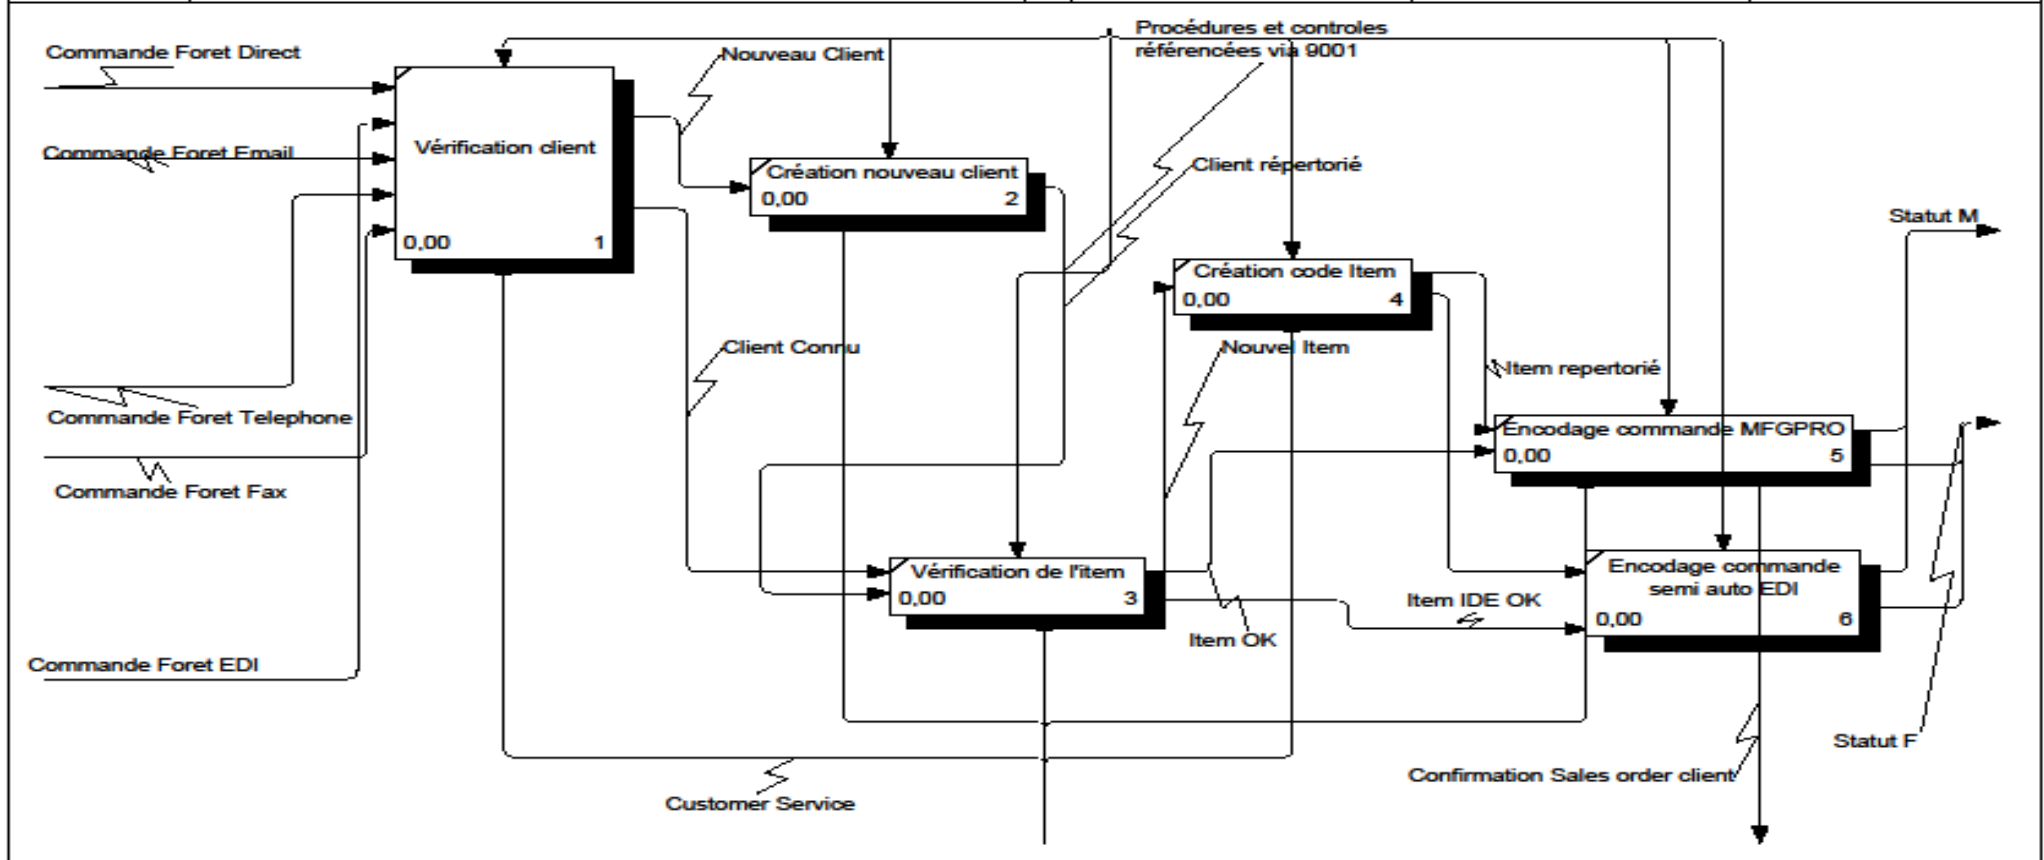 Procédures et controles
référencées via 9001
Commande Foret Direct
Nouveau Client
Commande Foret Email
Vérification client
0,00 1
Création nouveau client
0,00 2
Client répertorié
Statut M
Création code Item
0,00 4
Client Connu
Nouvel Item
Item repertorié
Commande Foret Telephone
Encodage commande MFGPRO
0,00 5
Commande Foret Fax
Vérification de l'item
0,00 3
Encodage commande
semi auto EDI
0,00 6
Item IDE OK
Item OK
Commande Foret EDI
Statut F
Confirmation Sales order client
Customer Service